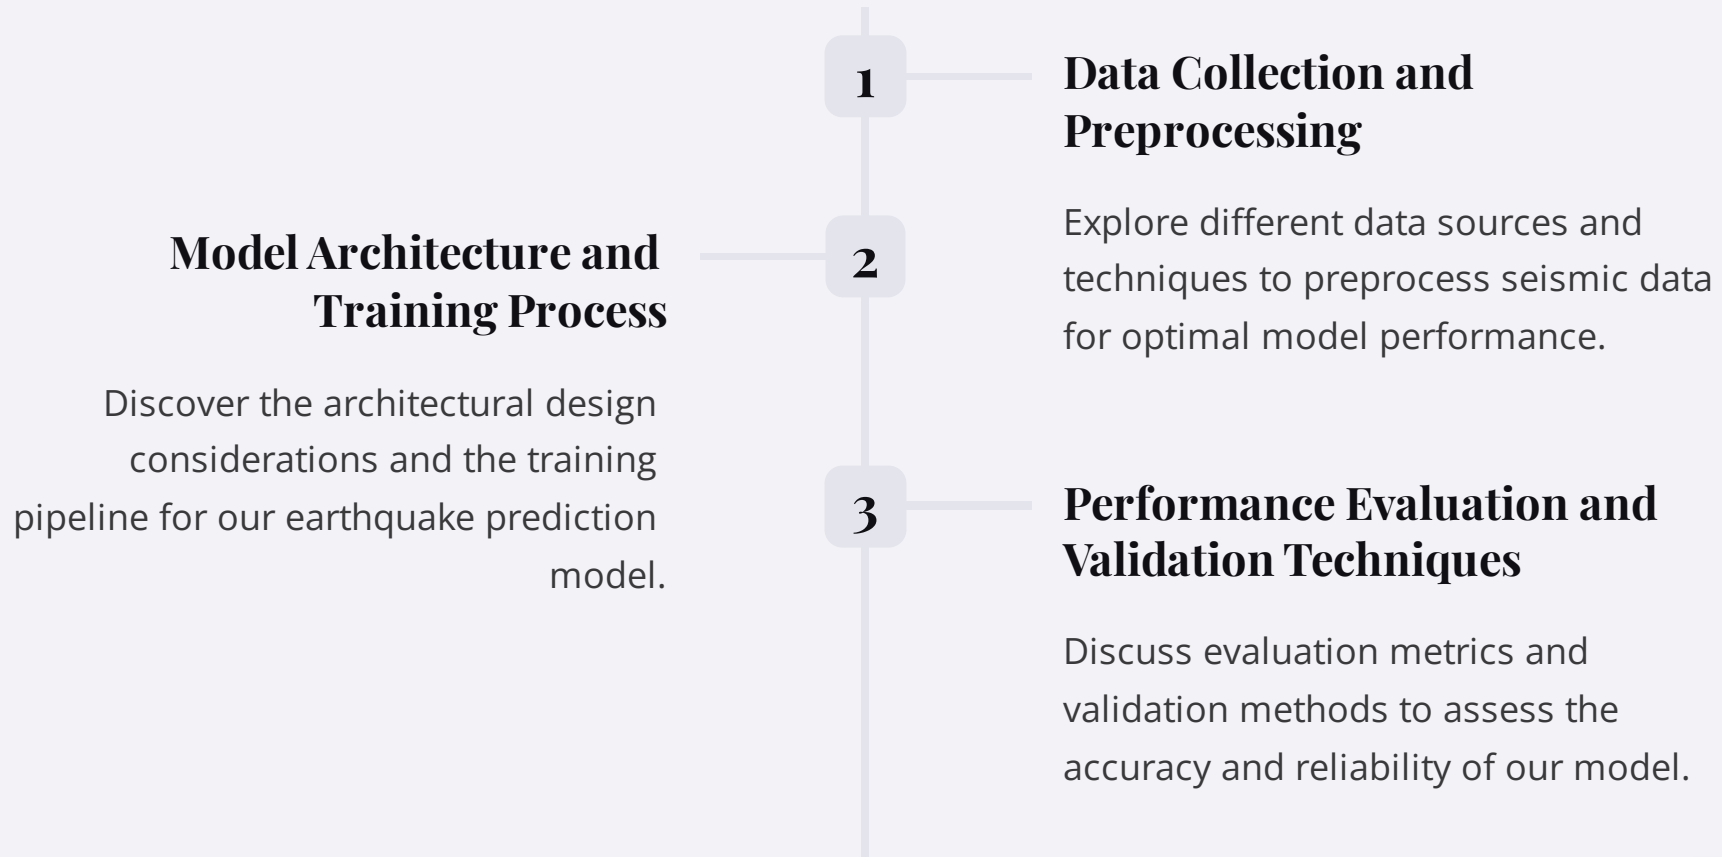 1
Data Collection and
Preprocessing
Explore different data sources and
techniques to preprocess seismic data
for optimal model performance.
2
Model Architecture and
Training Process
Discover the architectural design
considerations and the training
pipeline for our earthquake prediction
model.
3
Performance Evaluation and
Validation Techniques
Discuss evaluation metrics and
validation methods to assess the
accuracy and reliability of our model.